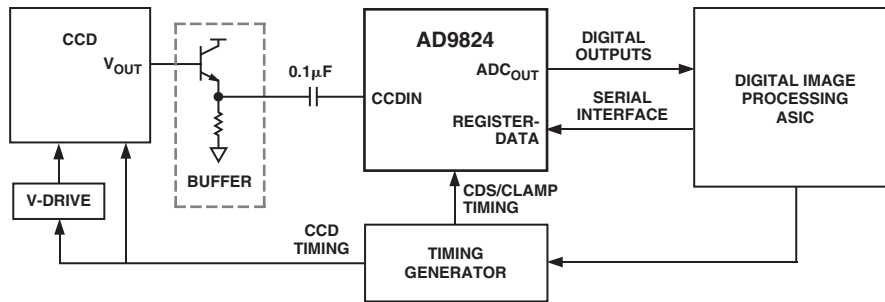 CCD
V_OUT
BUFFER
0.1μF
AD9824
CCDIN
ADC_OUT
REGISTER-
DATA
DIGITAL
OUTPUTS
SERIAL
INTERFACE
DIGITAL IMAGE
PROCESSING
ASIC
V-DRIVE
CCD
TIMING
CDS/CLAMP
TIMING
TIMING
GENERATOR